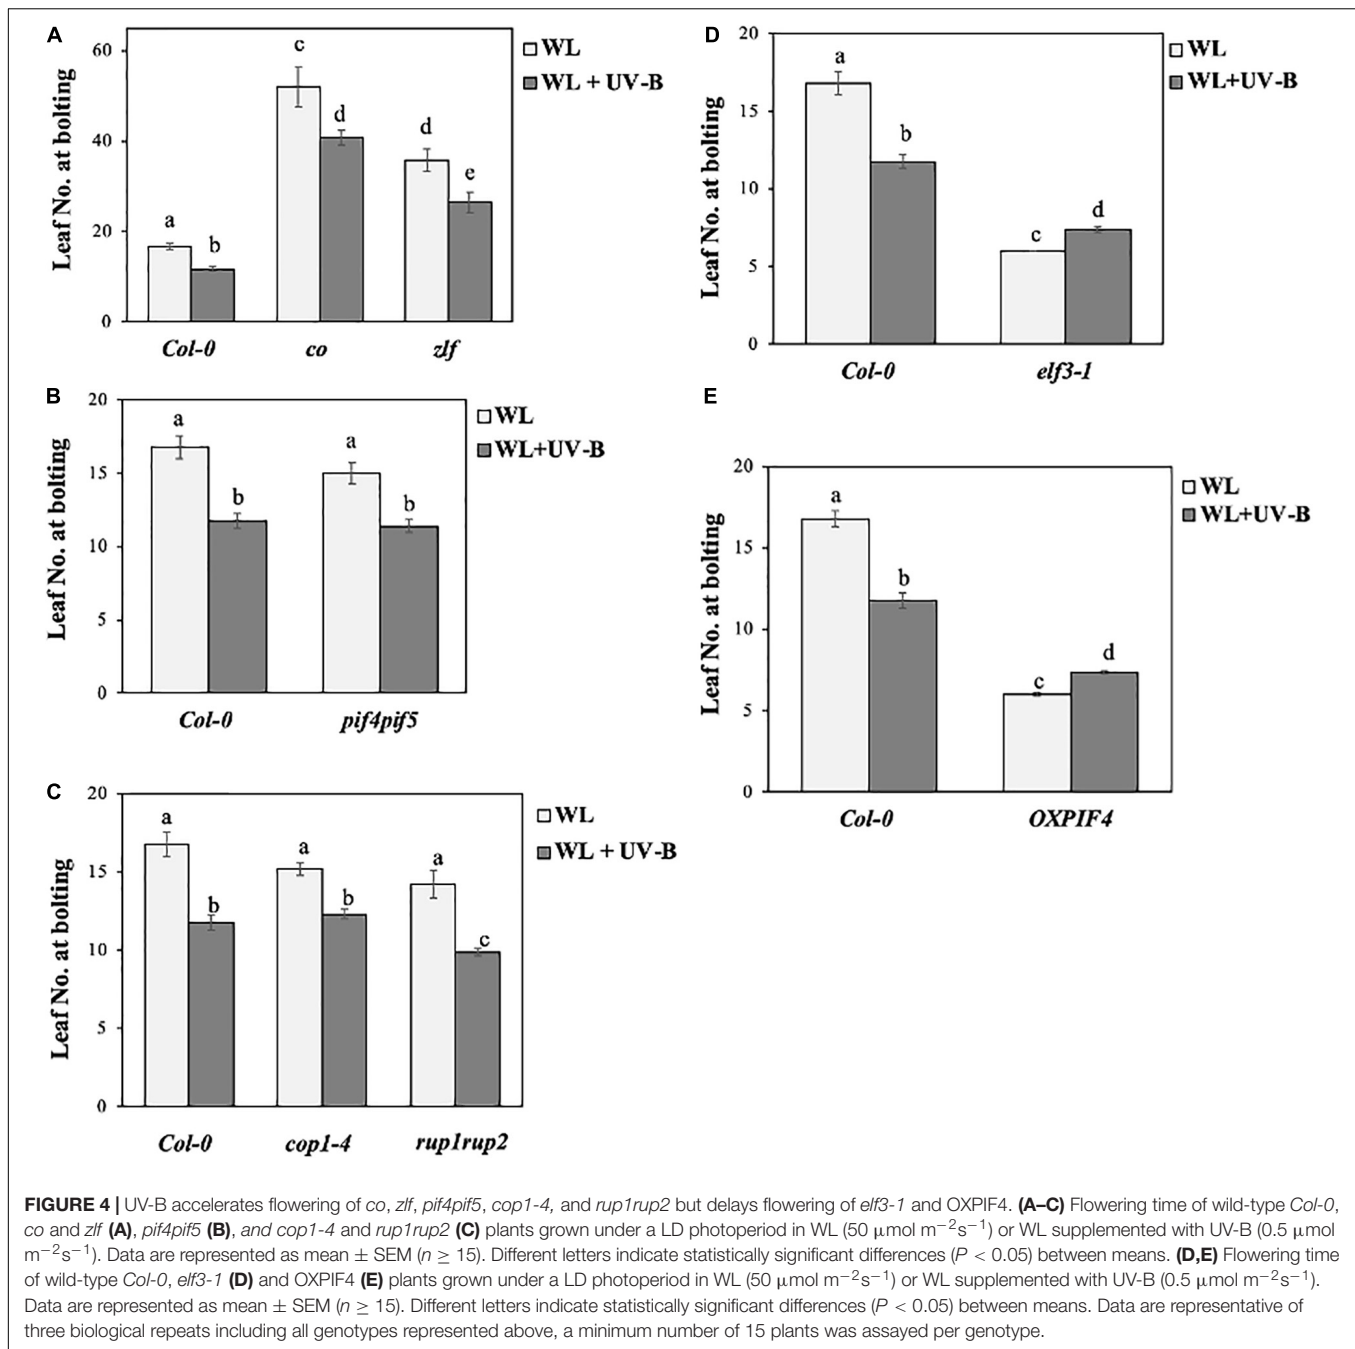 A
Leaf No. at bolting
60
40
20
0
a
b
c
d
d
e
Col-0
co
zlf
WL
WL + UV-B
B
Leaf No. at bolting
20
15
10
5
0
a
b
a
b
Col-0
pif4pif5
WL
WL+UV-B
C
Leaf No. at bolting
20
15
10
5
0
a
b
a
b
a
c
Col-0
cop1-4
rup1rup2
WL
WL + UV-B
D
Leaf No. at bolting
20
15
10
5
0
a
b
c
d
Col-0
elf3-1
WL
WL+UV-B
E
Leaf No. at bolting
20
15
10
5
0
a
b
c
d
Col-0
OXPIF4
WL
WL+UV-B
FIGURE 4 | UV-B accelerates flowering of co, zlf, pif4pif5, cop1-4, and rup1rup2 but delays flowering of elf3-1 and OXPIF4. (A–C) Flowering time of wild-type Col-0,
co and zlf (A), pif4pif5 (B), and cop1-4 and rup1rup2 (C) plants grown under a LD photoperiod in WL (50 μmol m−2s−1) or WL supplemented with UV-B (0.5 μmol
m−2s−1). Data are represented as mean ± SEM (n ≥ 15). Different letters indicate statistically significant differences (P < 0.05) between means. (D,E) Flowering time
of wild-type Col-0, elf3-1 (D) and OXPIF4 (E) plants grown under a LD photoperiod in WL (50 μmol m−2s−1) or WL supplemented with UV-B (0.5 μmol m−2s−1).
Data are represented as mean ± SEM (n ≥ 15). Different letters indicate statistically significant differences (P < 0.05) between means. Data are representative of
three biological repeats including all genotypes represented above, a minimum number of 15 plants was assayed per genotype.